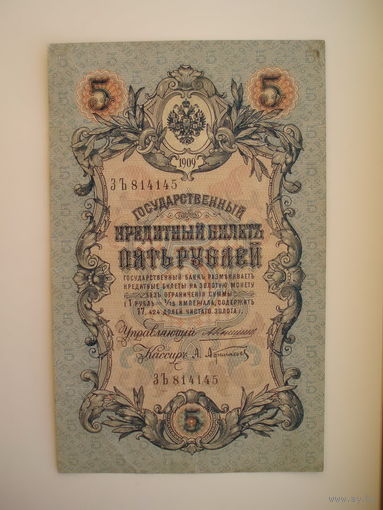 5 5
1909
ЗЪ 814145
ГОСУДАРСТВЕННЫЙ
КРЕДИТНЫЙ БИЛЕТЪ
ПЯТЬ РУБЛЕЙ
ГОСУДАРСТВЕННЫЙ БАНКЪ РАЗМѢНИВАЕТЪ
КРЕДИТНЫЕ БИЛЕТЫ НА ЗОЛОТУЮ МОНЕТУ
БЕЗЪ ОГРАНИЧЕНІЯ СУММЫ
(1 РУБЛЬ = 1/15 ИМПЕРІАЛА, СОДЕРЖИТЪ
17,424 ДОЛЕЙ ЧИСТАГО ЗОЛОТА).
Управляющій
Кассиръ
ЗЪ 814145
5